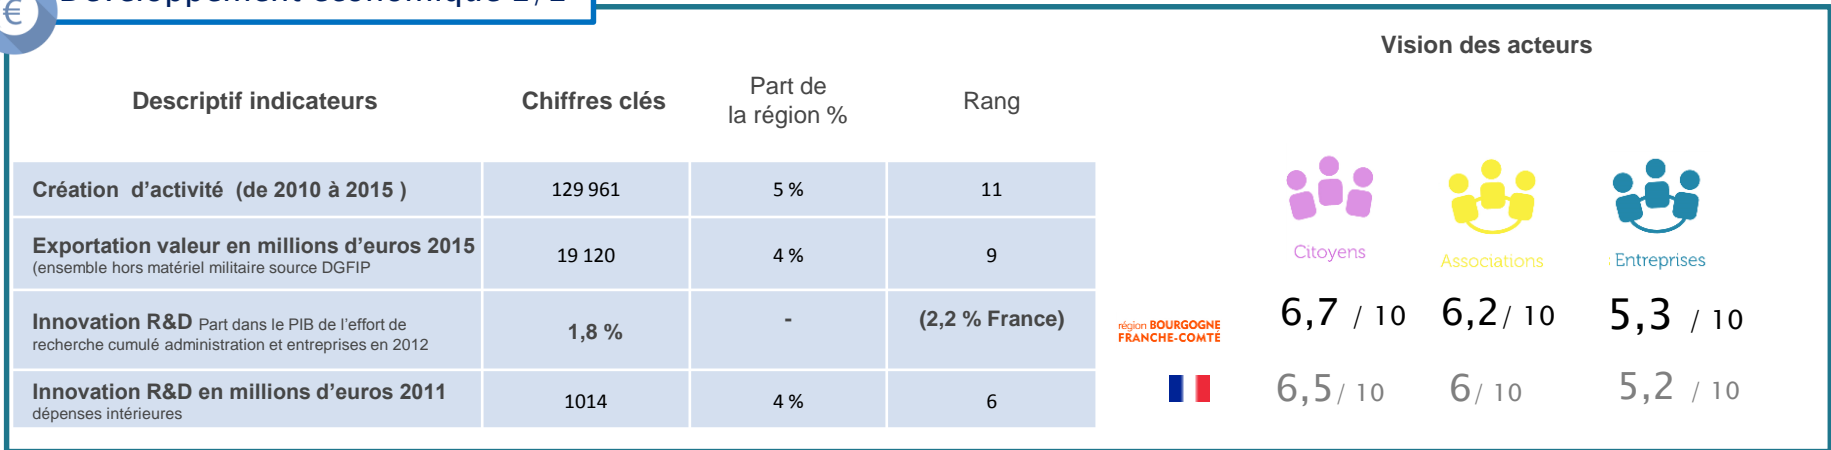 €
Développement économique 1/2
Vision des acteurs
Descriptif indicateurs
Chiffres clés
Part de
la région %
Rang
Création d’activité (de 2010 à 2015 )
129 961
5 %
11
Exportation valeur en millions d’euros 2015
(ensemble hors matériel militaire source DGFIP
19 120
4 %
9
Innovation R&D Part dans le PIB de l’effort de
recherche cumulé administration et entreprises en 2012
1,8 %
-
(2,2 % France)
Innovation R&D en millions d’euros 2011
dépenses intérieures
1014
4 %
6
Citoyens
Associations
Entreprises
région BOURGOGNE
FRANCHE-COMTE
6,7 / 10
6,2/ 10
5,3 / 10
6,5/ 10
6/ 10
5,2 / 10